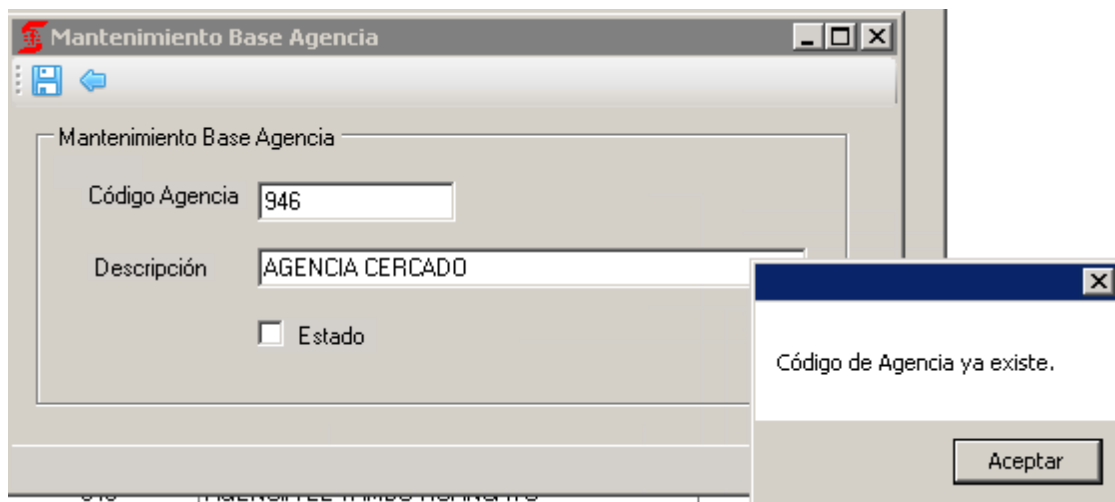 Mantenimiento Base Agencia
Mantenimiento Base Agencia
Código Agencia 946
Descripción AGENCIA CERCADO
Estado
Código de Agencia ya existe.
Aceptar